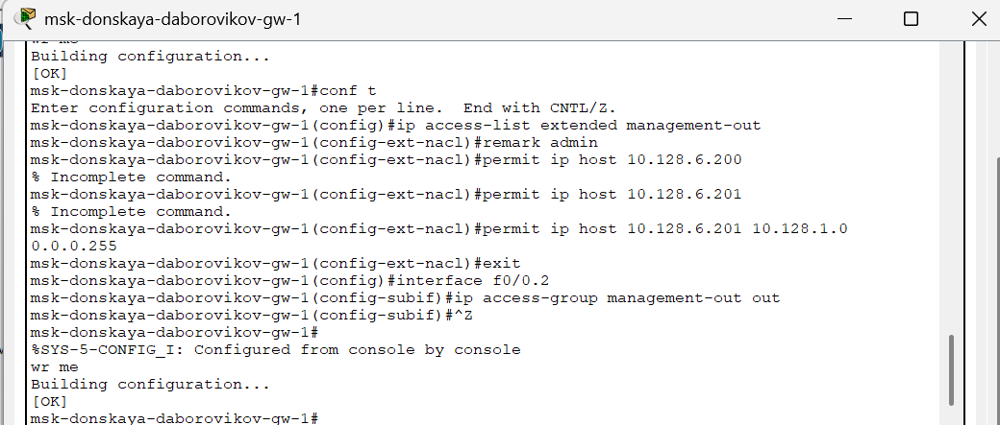 msk-donskaya-daborovikov-gw-1
wr me
Building configuration...
[OK]
msk-donskaya-daborovikov-gw-1#conf t
Enter configuration commands, one per line.  End with CNTL/Z.
msk-donskaya-daborovikov-gw-1(config)#ip access-list extended management-out
msk-donskaya-daborovikov-gw-1(config-ext-nacl)#remark admin
msk-donskaya-daborovikov-gw-1(config-ext-nacl)#permit ip host 10.128.6.200
% Incomplete command.
msk-donskaya-daborovikov-gw-1(config-ext-nacl)#permit ip host 10.128.6.201
% Incomplete command.
msk-donskaya-daborovikov-gw-1(config-ext-nacl)#permit ip host 10.128.6.201 10.128.1.0
0.0.0.255
msk-donskaya-daborovikov-gw-1(config-ext-nacl)#exit
msk-donskaya-daborovikov-gw-1(config)#interface f0/0.2
msk-donskaya-daborovikov-gw-1(config-subif)#ip access-group management-out out
msk-donskaya-daborovikov-gw-1(config-subif)#^Z
msk-donskaya-daborovikov-gw-1#
%SYS-5-CONFIG_I: Configured from console by console
wr me
Building configuration...
[OK]
msk-donskaya-daborovikov-gw-1#